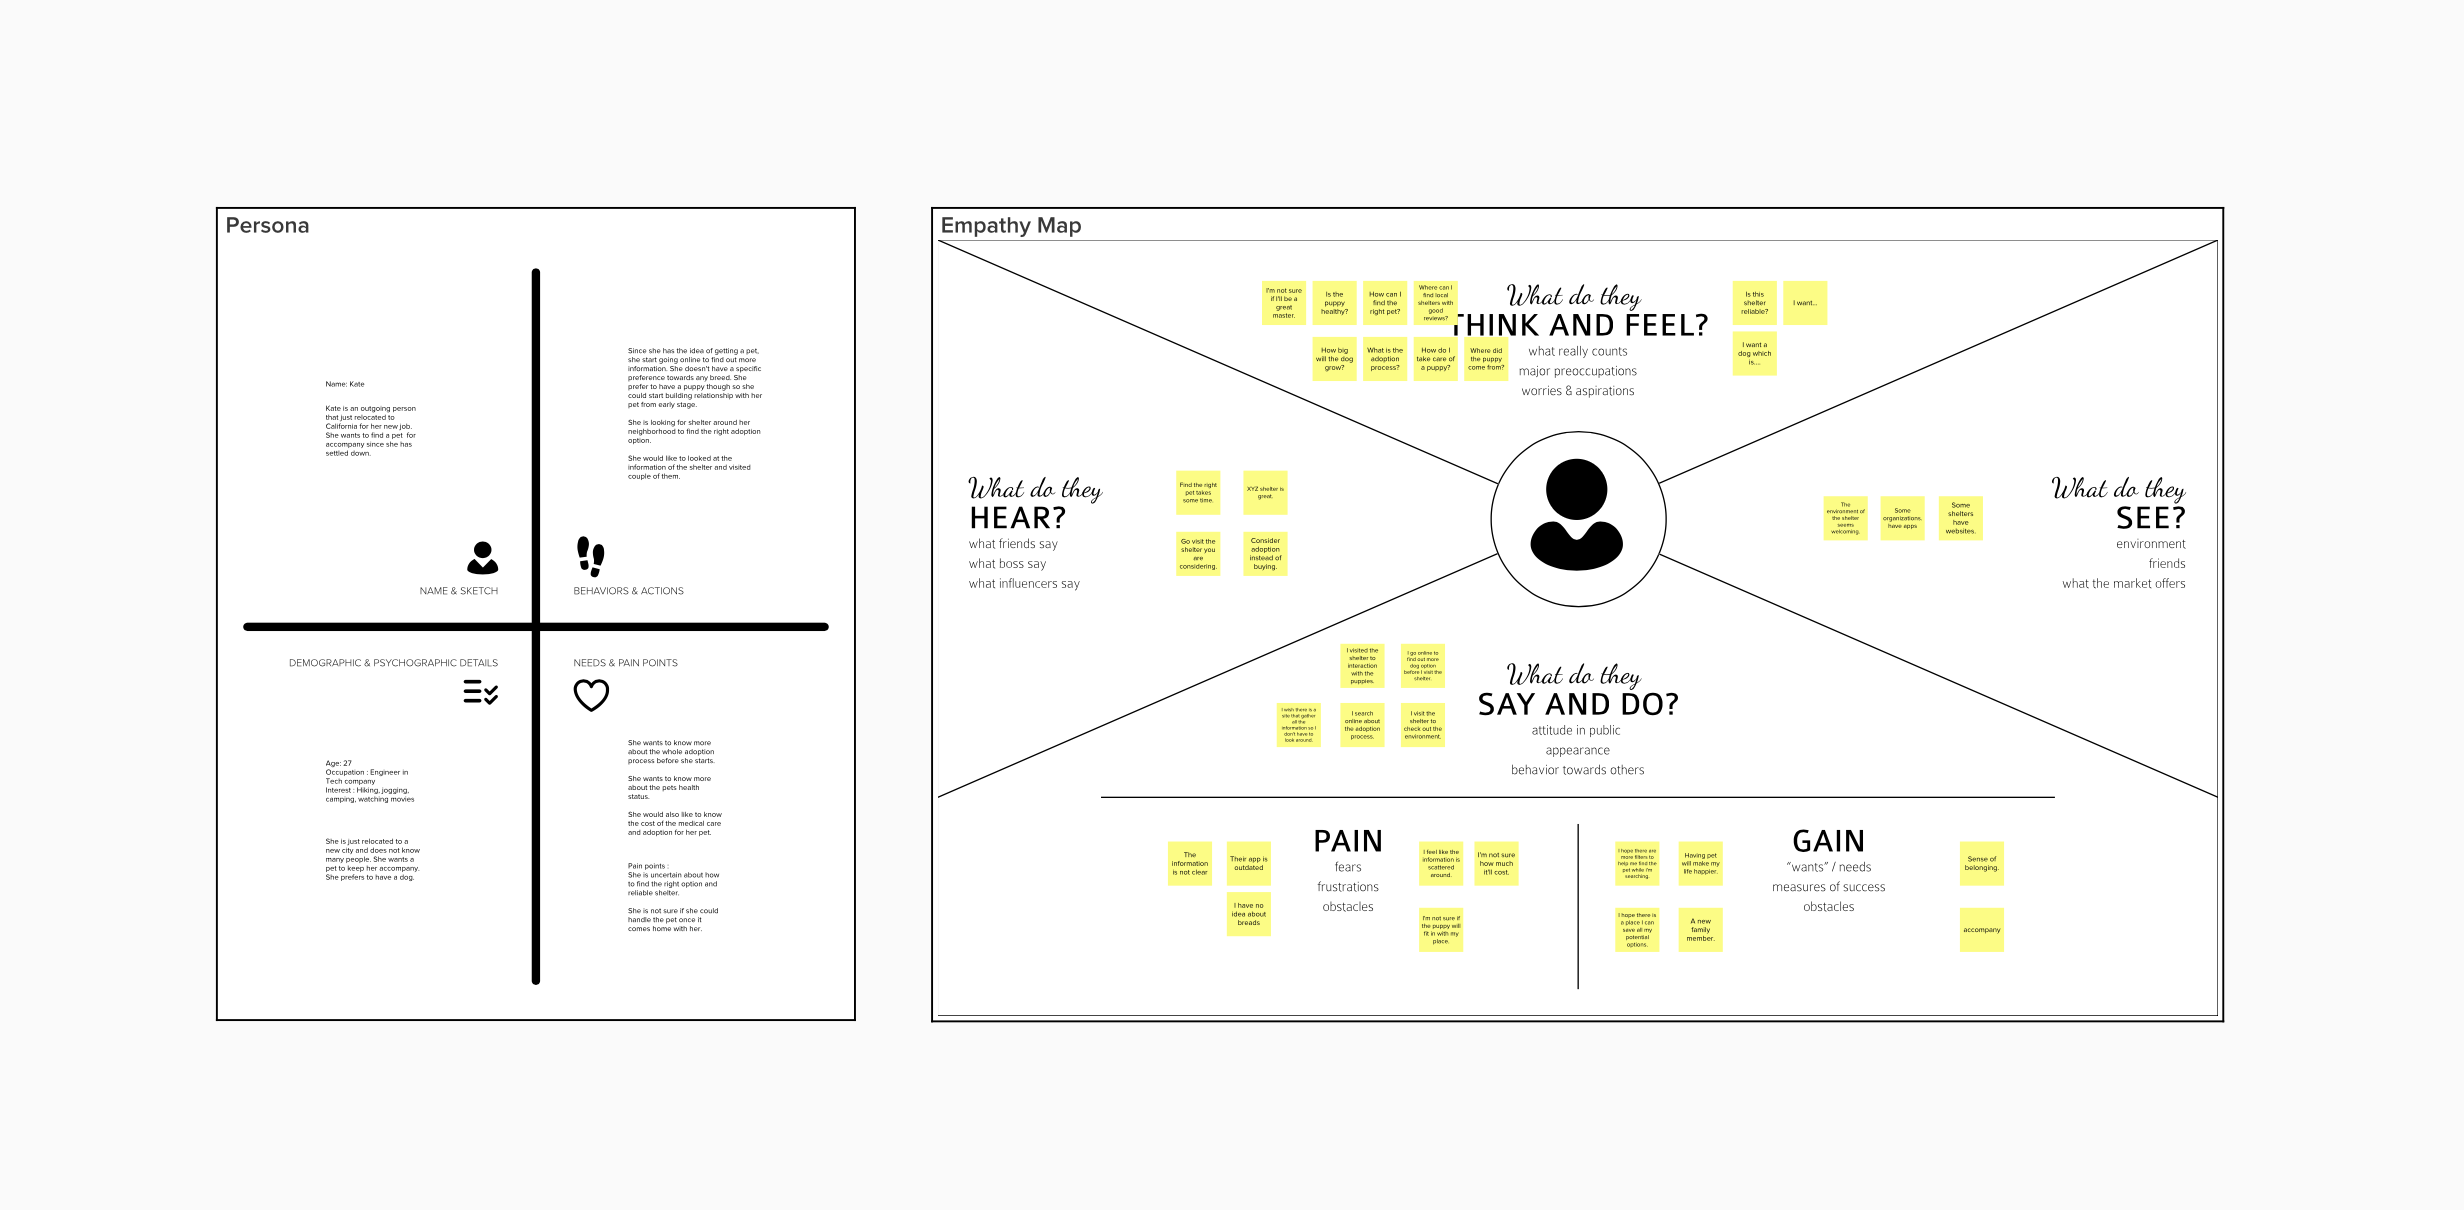 Persona
Name: Kate
Kate is an outgoing person
that just relocated to
California for her new job.
She wants to find a pet  for
accompany since she has
settled down.
NAME & SKETCH
Since she has the idea of getting a pet,
she start going online to find out more
information. She doesn't have a specific
preference towards any breed. She
prefer to have a puppy though so she
could start building relationship with her
pet from early stage.
She is looking for shelter around her
neighborhood to find the right adoption
option.
She would like to looked at the
information of the shelter and visited
couple of them.
BEHAVIORS & ACTIONS
DEMOGRAPHIC & PSYCHOGRAPHIC DETAILS
Age: 27
Occupation : Engineer in
Tech company
Interest : Hiking, jogging,
camping, watching movies
She is just relocated to a
new city and does not know
many people. She wants a
pet to keep her accompany.
She prefers to have a dog.
NEEDS & PAIN POINTS
She wants to know more
about the whole adoption
process before she starts.
She wants to know more
about the pets health
status.
She would also like to know
the cost of the medical care
and adoption for her pet.
Pain points :
She is uncertain about how
to find the right option and
reliable shelter.
She is not sure if she could
handle the pet once it
comes home with her.
Empathy Map
I'm not sure
if I'll be a
great
master.
Is the
puppy
healthy?
How can I
find the
right pet?
Where can I
find local
shelters with
good
reviews?
How big
will the dog
grow?
What is the
adoption
process?
How do I
take care of
a puppy?
Where did
the puppy
come from?
What do they
THINK AND FEEL?
what really counts
major preoccupations
worries & aspirations
Is this
shelter
reliable?
I want...
I want a
dog which
is....
What do they
HEAR?
what friends say
what boss say
what influencers say
Find the right
pet takes
some time.
XYZ shelter is
great.
Go visit the
shelter you
are
considering.
Consider
adoption
instead of
buying.
The
environment of
the shelter
seems
welcoming.
Some
organizations.
have apps
Some
shelters
have
websites.
What do they
SEE?
environment
friends
what the market offers
I visited the
shelter to
interaction
with the
puppies.
I go online to
find out more
dog option
before I visit the
shelter.
I wish there is a
site that gather
all the
information so I
don't have to
look around.
I search
online about
the adoption
process.
I visit the
shelter to
check out the
environment.
What do they
SAY AND DO?
attitude in public
appearance
behavior towards others
The
information
is not clear
Their app is
outdated
I have no
idea about
breads
PAIN
fears
frustrations
obstacles
I feel like the
information is
scattered
around.
I'm not sure
how much
it'll cost.
I'm not sure if
the puppy will
fit in with my
place.
I hope there are
more filters to
help me find the
pet while I'm
searching.
Having pet
will make my
life happier.
I hope there is
a place I can
save all my
potential
options.
A new
family
member.
GAIN
“wants” / needs
measures of success
obstacles
Sense of
belonging.
accompany